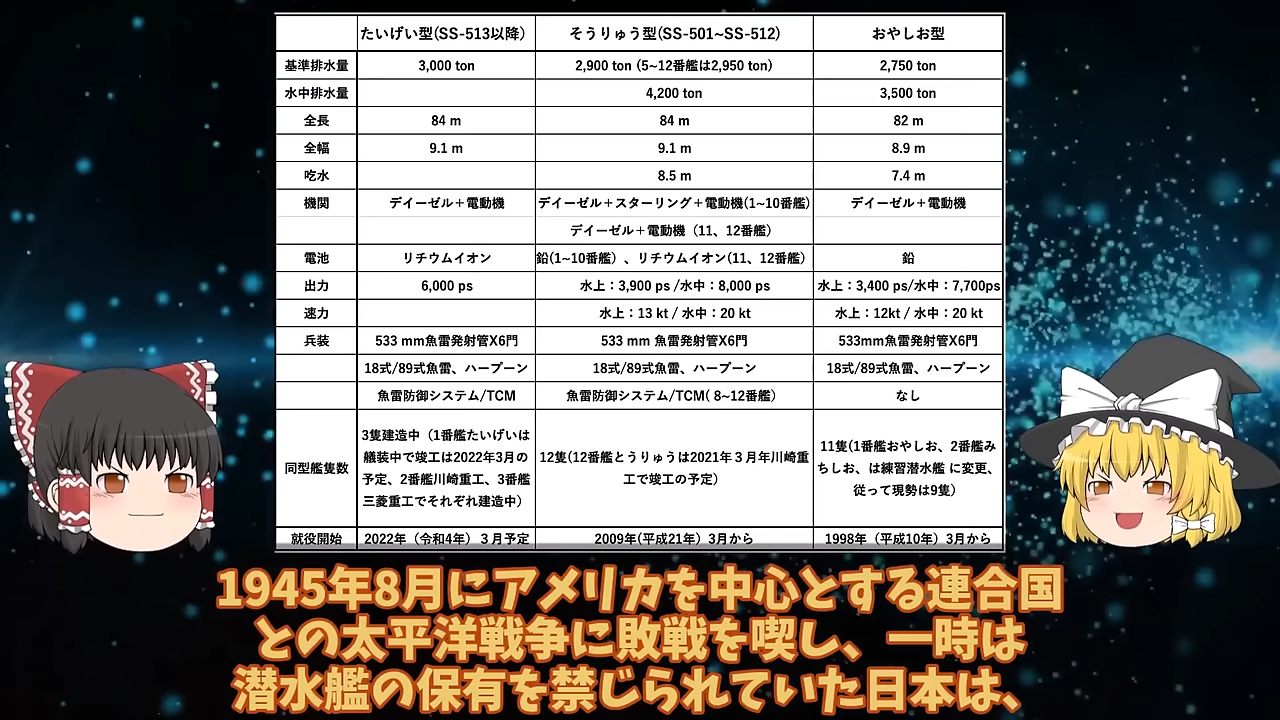 たいげい型(SS-513以降) そうりゅう型(SS-501~SS-512) おやしお型
基準排水量 3,000 ton 2,900 ton (5~12番艦は2,950 ton) 2,750 ton
水中排水量 4,200 ton 3,500 ton
全長 84 m 84 m 82 m
全幅 9.1 m 9.1 m 8.9 m
吃水 8.5 m 7.4 m
機関 デイーゼル＋電動機 デイーゼル＋スターリング＋電動機(1~10番艦) デイーゼル＋電動機
デイーゼル＋電動機（11、12番艦）
電池 リチウムイオン 鉛(1~10番艦）、リチウムイオン(11、12番艦） 鉛
出力 6,000 ps 水上：3,900 ps /水中：8,000 ps 水上：3,400 ps/水中：7,700ps
速力 水上：13 kt / 水中：20 kt 水上：12kt / 水中：20 kt
兵装 533 mm魚雷発射管X6門 533 mm 魚雷発射管X6門 533mm魚雷発射管X6門
18式/89式魚雷、ハープーン 18式/89式魚雷、ハープーン 18式/89式魚雷、ハープーン
魚雷防御システム/TCM 魚雷防御システム/TCM( 8~12番艦） なし
同型艦隻数
3隻建造中（1番艦たいげいは
艤装中で竣工は2022年3月の
予定、2番艦川崎重工、3番艦
三菱重工でそれぞれ建造中）
12隻(12番艦とうりゅうは2021年３月年川崎重
工で竣工の予定）
11隻(1番艦おやしお、2番艦み
ちしお、は練習潜水艦 に変更、
従って現勢は9隻）
就役開始 2022年（令和4年）３月予定 2009年(平成21年）3月から 1998年（平成10年）3月から
1945年8月にアメリカを中心とする連合国
との太平洋戦争に敗戦を喫し、一時は
潜水艦の保有を禁じられていた日本は、